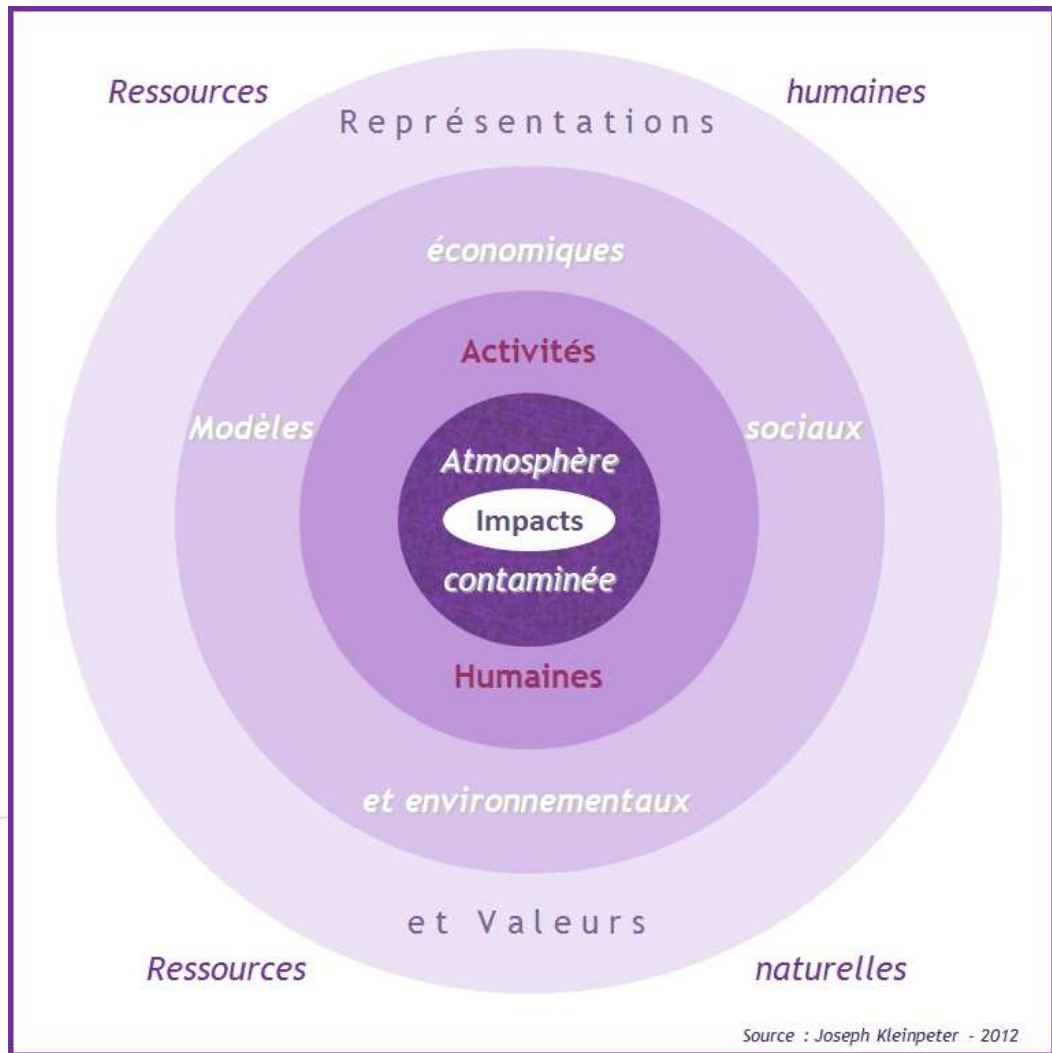 Ressources humaines
Représentations
économiques
Activités
Modèles sociaux
Atmosphère
Impacts
contaminée
Humaines
et environnementaux
et Valeurs
Ressources naturelles
Source : Joseph Kleinpeter - 2012